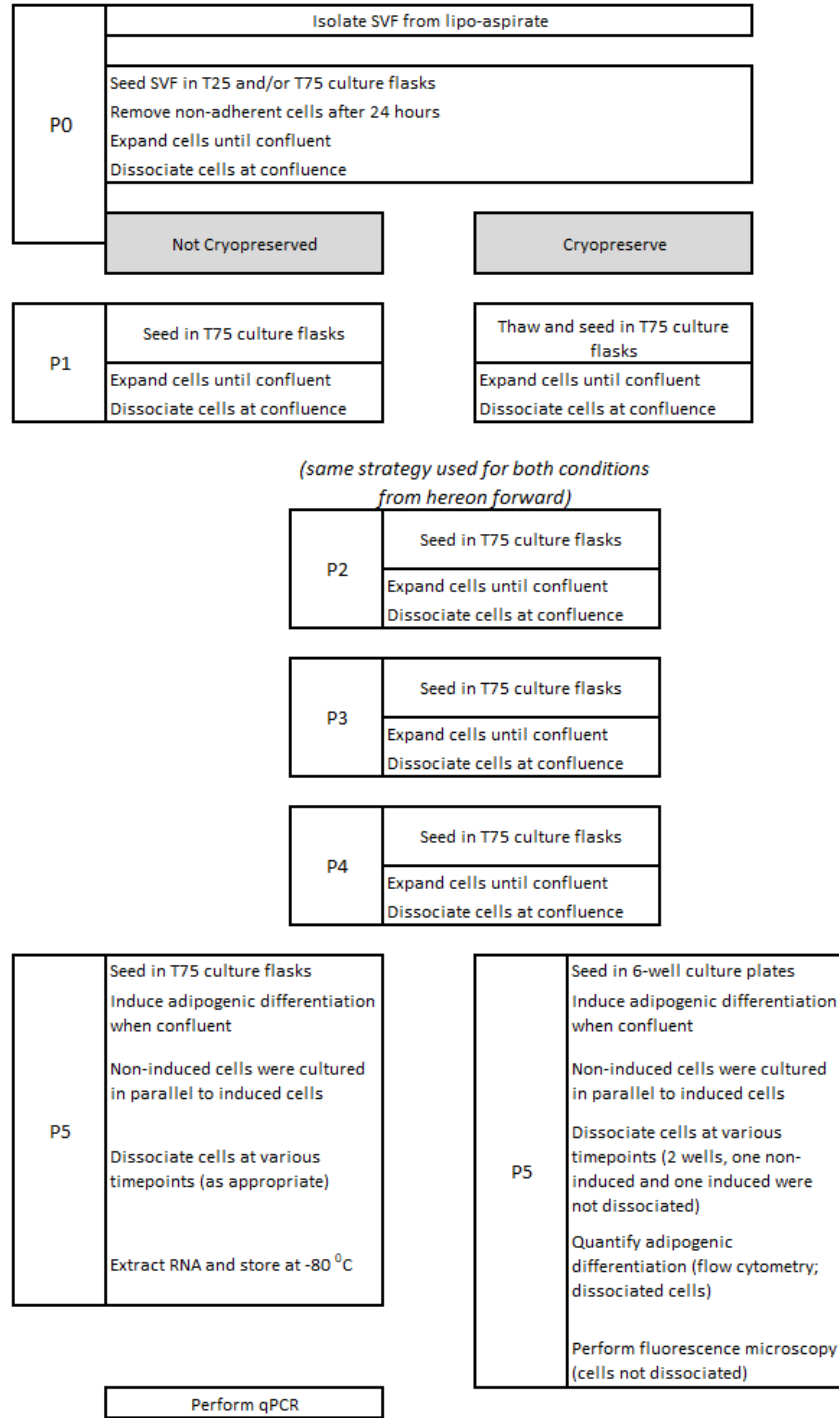 Isolate SVF from lipo-aspirate
P0
Seed SVF in T25 and/or T75 culture flasks
Remove non-adherent cells after 24 hours
Expand cells until confluent
Dissociate cells at confluence
Not Cryopreserved
Cryopreserve
P1
Seed in T75 culture flasks
Expand cells until confluent
Dissociate cells at confluence
Thaw and seed in T75 culture
flasks
Expand cells until confluent
Dissociate cells at confluence
(same strategy used for both conditions
from hereon forward)
P2
Seed in T75 culture flasks
Expand cells until confluent
Dissociate cells at confluence
P3
Seed in T75 culture flasks
Expand cells until confluent
Dissociate cells at confluence
P4
Seed in T75 culture flasks
Expand cells until confluent
Dissociate cells at confluence
P5
Seed in T75 culture flasks
Induce adipogenic differentiation
when confluent
Non-induced cells were cultured
in parallel to induced cells
Dissociate cells at various
timepoints (as appropriate)
Extract RNA and store at -80 ⁰C
Perform qPCR
P5
Seed in 6-well culture plates
Induce adipogenic differentiation
when confluent
Non-induced cells were cultured
in parallel to induced cells
Dissociate cells at various
timepoints (2 wells, one non-
induced and one induced were
not dissociated)
Quantify adipogenic
differentiation (flow cytometry;
dissociated cells)
Perform fluorescence microscopy
(cells not dissociated)